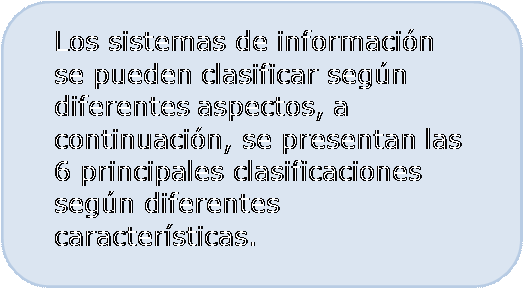 Los sistemas de información
se pueden clasificar según
diferentes aspectos, a
continuación, se presentan las
6 principales clasificaciones
según diferentes
características.